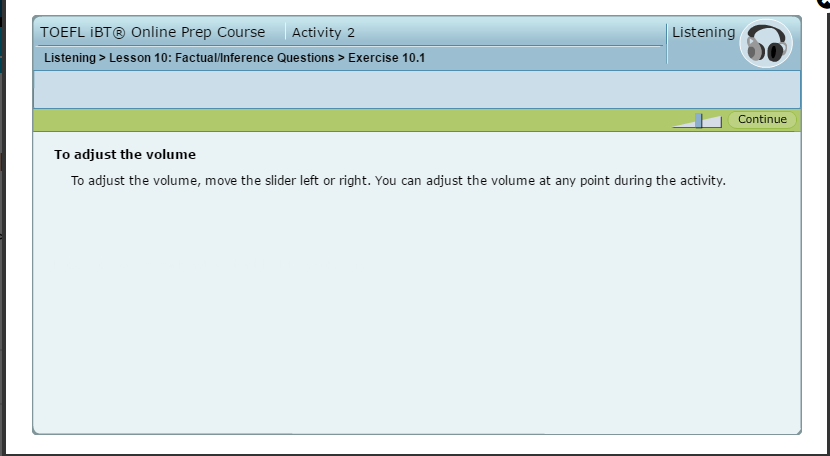 TOEFL iBT® Online Prep Course
Activity 2
Listening
Listening > Lesson 10: Factual/Inference Questions > Exercise 10.1
Continue
To adjust the volume
To adjust the volume, move the slider left or right. You can adjust the volume at any point during the activity.